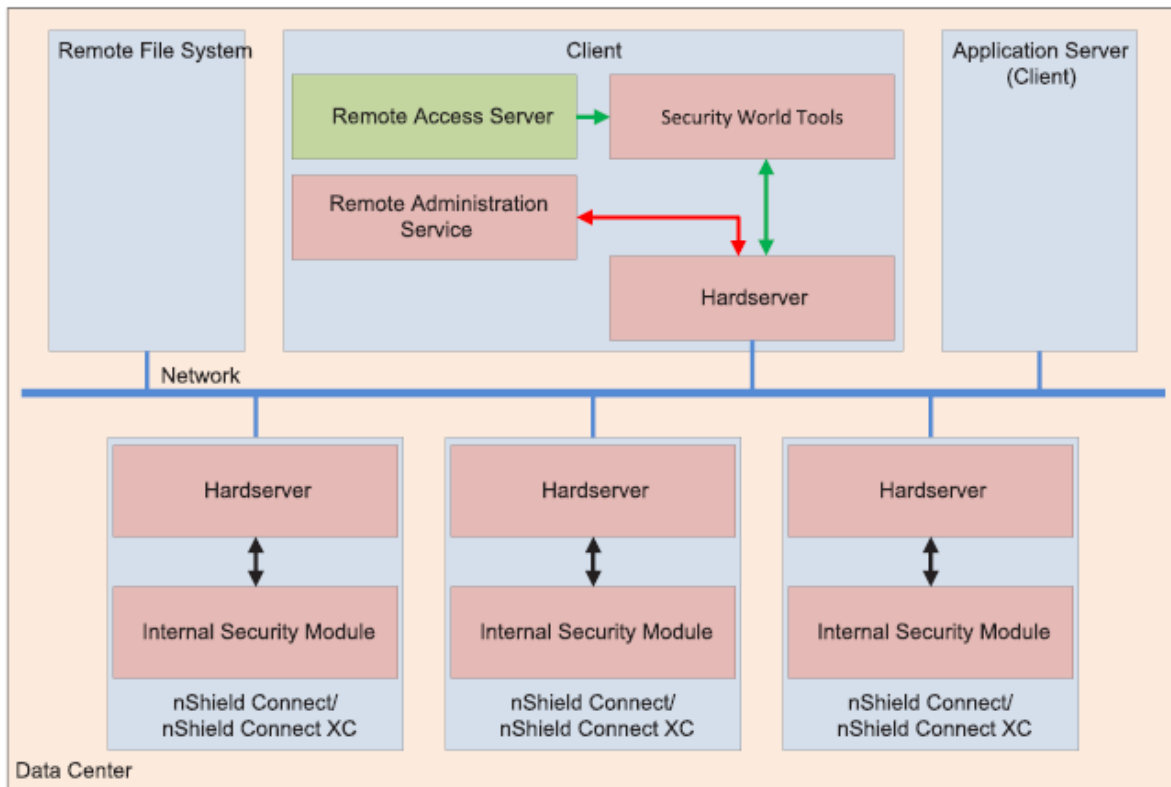 Remote File System
Client
Application Server
(Client)
Remote Access Server
Security World Tools
Remote Administration
Service
Hardserver
Network
Hardserver
Hardserver
Hardserver
Internal Security Module
Internal Security Module
Internal Security Module
nShield Connect/
nShield Connect XC
nShield Connect/
nShield Connect XC
nShield Connect/
nShield Connect XC
Data Center